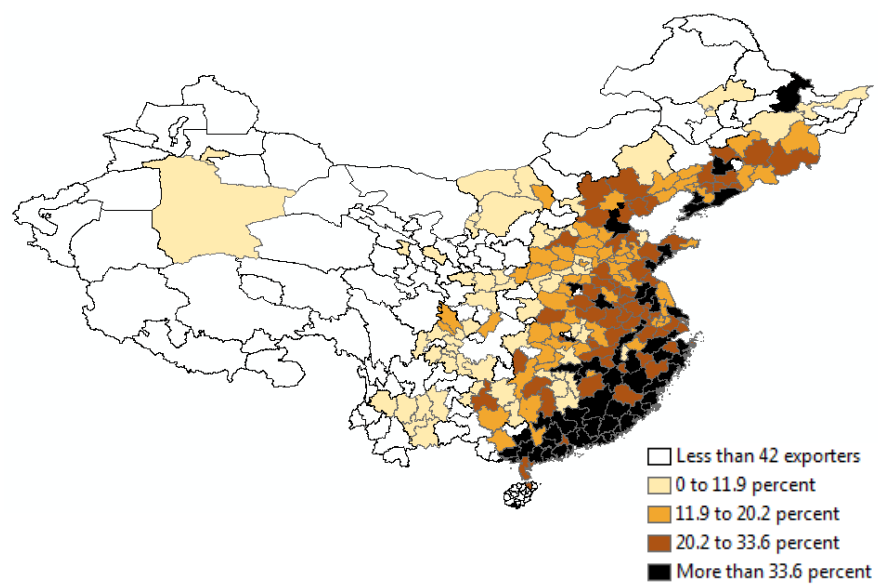 Less than 42 exporters
0 to 11.9 percent
11.9 to 20.2 percent
20.2 to 33.6 percent
More than 33.6 percent